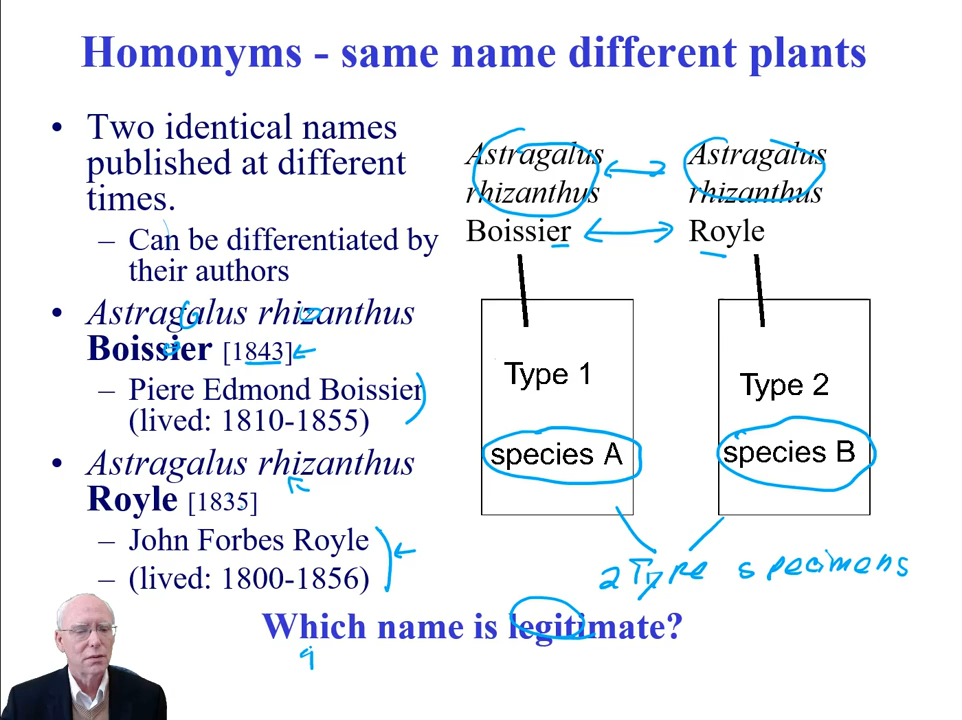 Homonyms - same name different plants
• Two identical names
published at different
times.
– Can be differentiated by
their authors
• Astragalus rhizanthus
Boissier [1843]
– Piere Edmond Boissier
(lived: 1810-1855)
• Astragalus rhizanthus
Royle [1835]
– John Forbes Royle
– (lived: 1800-1856)
Astragalus
rhizanthus
Boissier
Astragalus
rhizanthus
Royle
Type 1
species A
Type 2
species B
2 Type specimens
Which name is legitimate?